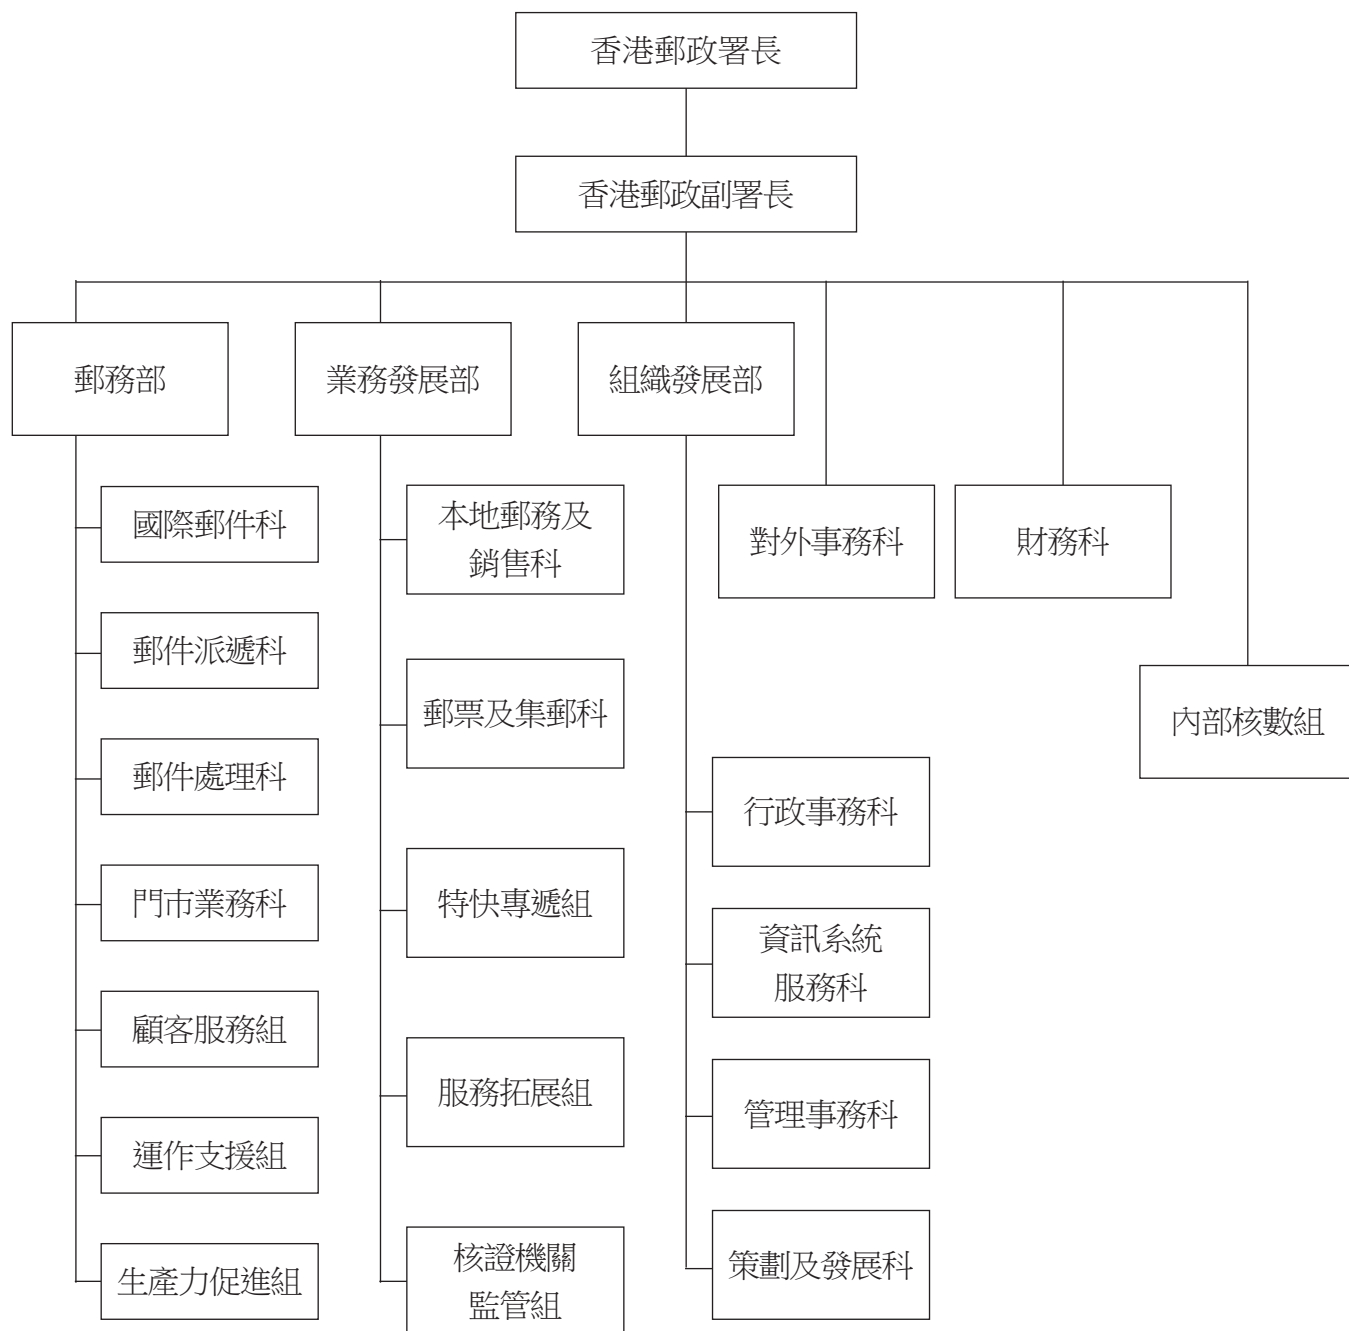 香港郵政署長
香港郵政副署長
郵務部
業務發展部
組織發展部
國際郵件科
郵件派遞科
郵件處理科
門市業務科
顧客服務組
運作支援組
生產力促進組
本地郵務及
銷售科
郵票及集郵科
特快專遞組
服務拓展組
核證機關
監管組
行政事務科
資訊系統
服務科
管理事務科
策劃及發展科
對外事務科
財務科
內部核數組